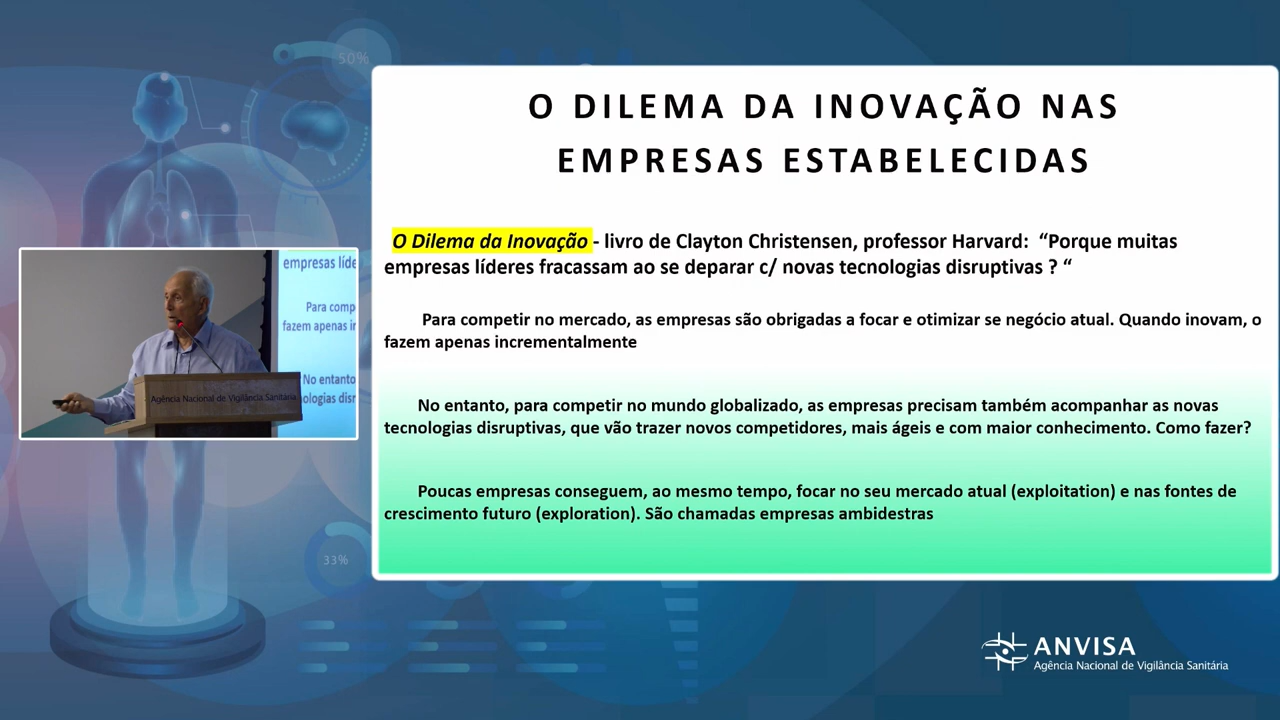 50%
O DILEMA DA INOVAÇÃO NAS
EMPRESAS ESTABELECIDAS
O Dilema da Inovação - livro de Clayton Christensen, professor Harvard: “Porque muitas
empresas líderes fracassam ao se deparar c/ novas tecnologias disruptivas ? “
Para competir no mercado, as empresas são obrigadas a focar e otimizar se negócio atual. Quando inovam, o
fazem apenas incrementalmente
No entanto, para competir no mundo globalizado, as empresas precisam também acompanhar as novas
tecnologias disruptivas, que vão trazer novos competidores, mais ágeis e com maior conhecimento. Como fazer?
Poucas empresas conseguem, ao mesmo tempo, focar no seu mercado atual (exploitation) e nas fontes de
crescimento futuro (exploration). São chamadas empresas ambidestras
empresas líde
Para comp
fazem apenas in
No entanto
ologias disr
Agência Nacional de Vigilância Sanitária
33%
ANVISA
Agência Nacional de Vigilância Sanitária